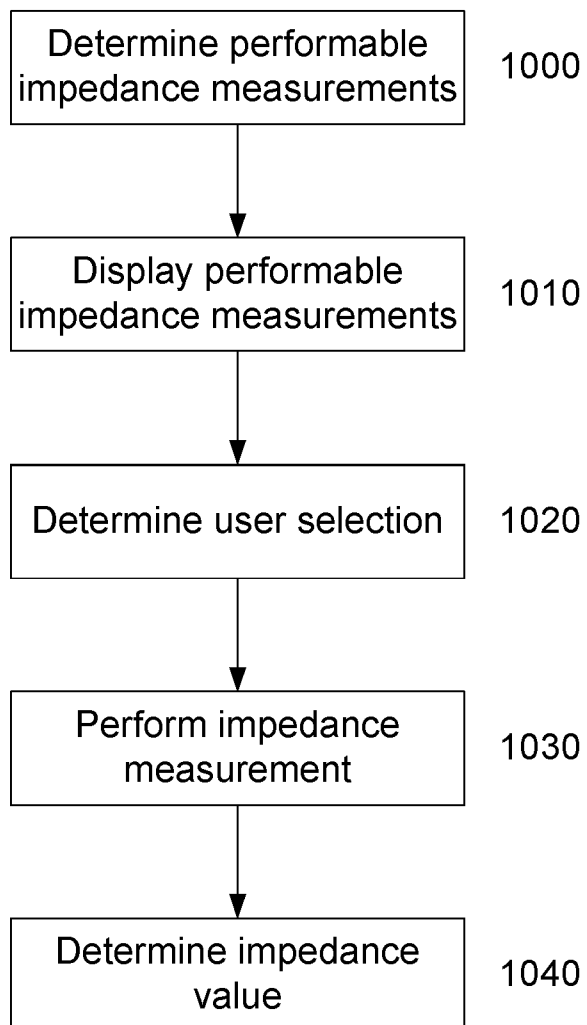 Determine performable
impedance measurements
1000
Display performable
impedance measurements
1010
Determine user selection
1020
Perform impedance
measurement
1030
Determine impedance
value
1040